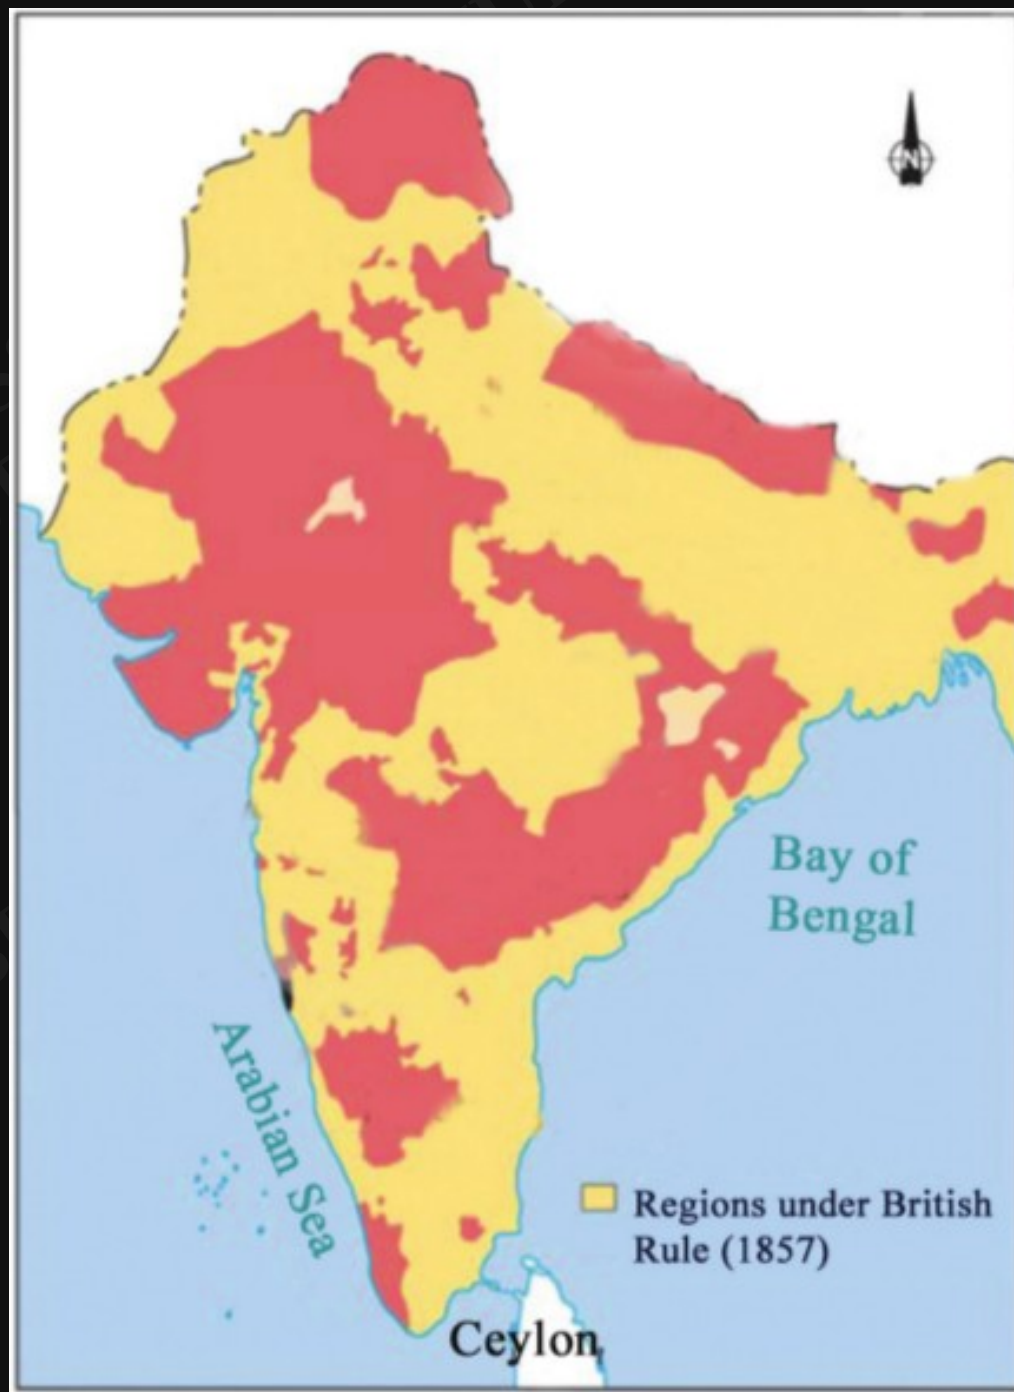 N
Bay of
Bengal
Arabian Sea
Regions under British
Rule (1857)
Ceylon